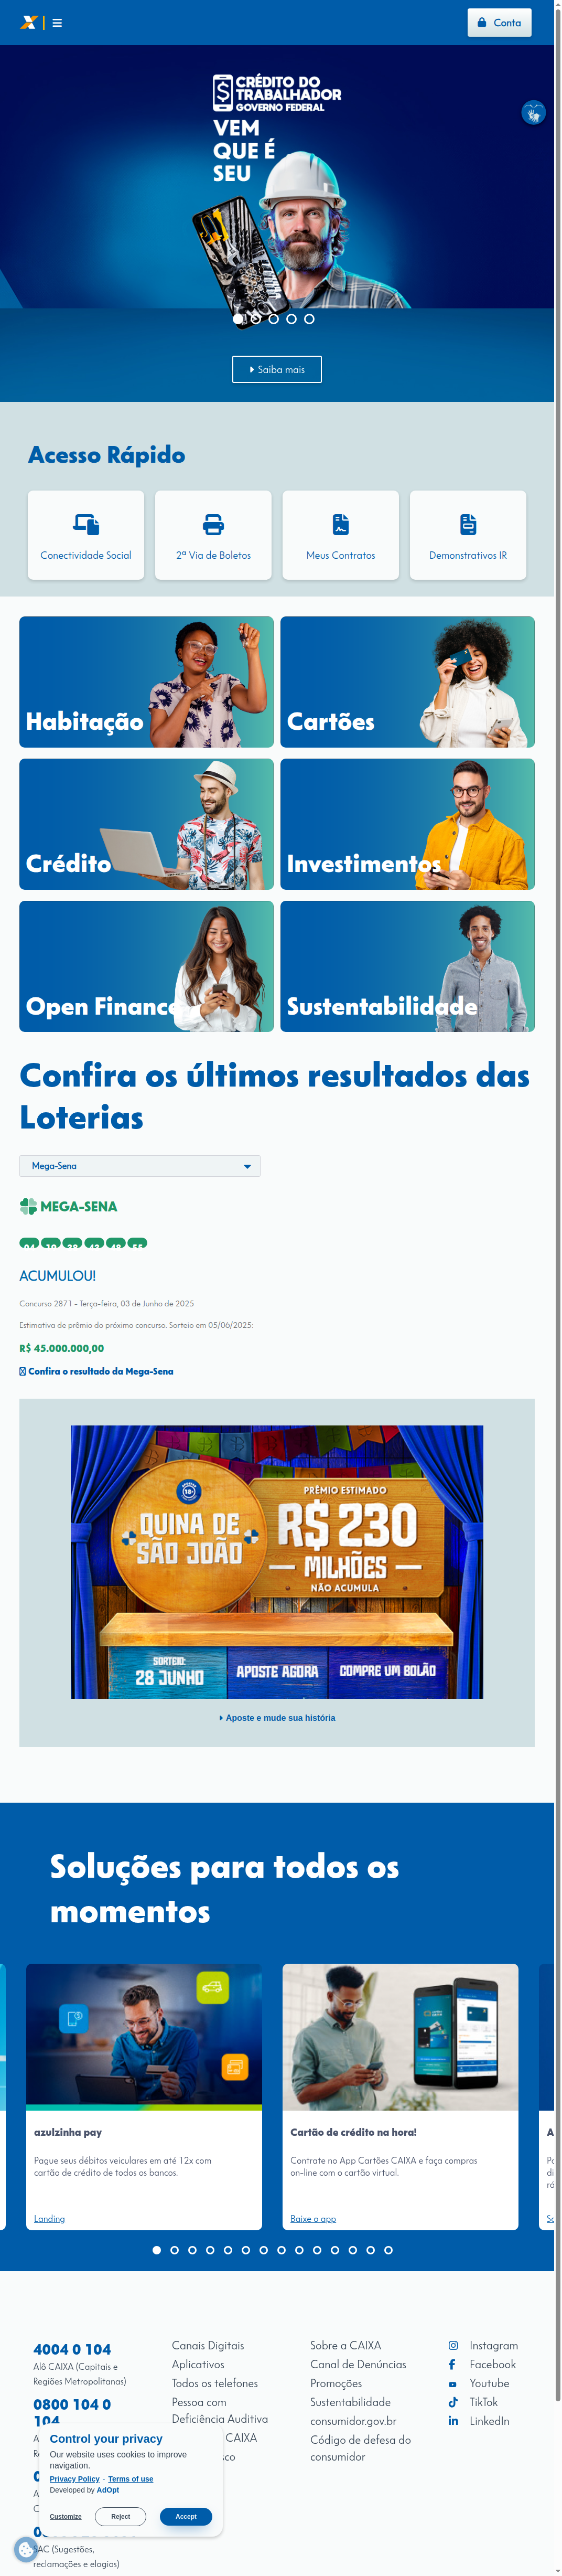 Conta
CRÉDITO DO
TRABALHADOR
GOVERNO FEDERAL
VEM
QUE É
SEU
Saiba mais
Acesso Rápido
Conectividade Social
2ª Via de Boletos
Meus Contratos
Demonstrativos IR
Habitação
Cartões
Crédito
Investimentos
Open Finance
Sustentabilidade
Confira os últimos resultados das
Loterias
Mega-Sena
MEGA-SENA
ACUMULOU!
Concurso 2871 - Terça-feira, 03 de Junho de 2025
Estimativa de prêmio do próximo concurso. Sorteio em 05/06/2025:
R$ 45.000.000,00
Confira o resultado da Mega-Sena
18+
QUINA DE
SÃO JOÃO
PRÊMIO ESTIMADO
R$ 230
MILHÕES
NÃO ACUMULA
SORTEIO:
28 JUNHO
APOSTE AGORA
COMPRE UM BOLÃO
Aposte e mude sua história
Soluções para todos os
momentos
azulzinha pay
Pague seus débitos veiculares em até 12x com
cartão de crédito de todos os bancos.
Landing
Cartão de crédito na hora!
Contrate no App Cartões CAIXA e faça compras
on-line com o cartão virtual.
Baixe o app
4004 0 104
Alô CAIXA (Capitais e
Regiões Metropolitanas)
0800 104 0
104
SAC (Sugestões,
reclamações e elogios)
Canais Digitais
Aplicativos
Todos os telefones
Pessoa com
Deficiência Auditiva
CAIXA
Sobre a CAIXA
Canal de Denúncias
Promoções
Sustentabilidade
consumidor.gov.br
Código de defesa do
consumidor
Instagram
Facebook
Youtube
TikTok
LinkedIn
Control your privacy
Our website uses cookies to improve
navigation.
Privacy Policy - Terms of use
Developed by AdOpt
Customize
Reject
Accept